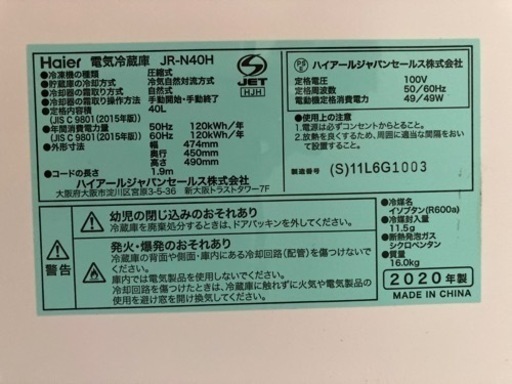 Haier 電気冷蔵庫 JR-N40H
●冷凍機の種類 圧縮式
●貯蔵庫の冷却方式 冷気自然対流方式
●冷却器の霜取り方式 自然式
●冷却器の霜取り操作方法 手動開始・手動終了
●定格内容積 40L
(JIS C 9801(2015年版))
●年間消費電力量 50Hz 120kWh/年
(JIS C 9801(2015年版)) 60Hz 120kWh/年
●外形寸法 幅 474mm
奥行 450mm
高さ 490mm
●コードの長さ 1.9m
ハイアールジャパンセールス株式会社
大阪府大阪市淀川区宮原3-5-36 新大阪トラストタワー7F
S
JET
HJH
PS
E
ハイアールジャパンセールス株式会社
定格電圧 100V
定格周波数 50/60Hz
電動機定格消費電力 49/49W
●使用上の注意
1.電源は必ずコンセントからとること。
2.放熱を良くするため、周囲に適当な間隔をおい
て設置すること。
製造番号 (S)11L6G1003
警告
幼児の閉じ込みのおそれあり
冷蔵庫を廃棄処分するときは、ドアパッキンを外してください。
発火・爆発のおそれあり
冷蔵庫の背面や側面・庫内にある冷却回路(配管)を傷つけないで
ください。
庫内では電気製品を使用しないでください。
冷却回路を傷つけたときは、冷蔵庫に触れずに火気や電気製品の
使用を避け窓を開け換気してください。
●冷媒名
イソブタン(R600a)
●冷媒封入量
11.5g
●断熱発泡ガス
シクロペンタン
●質量
16.0kg
2020年製
MADE IN CHINA